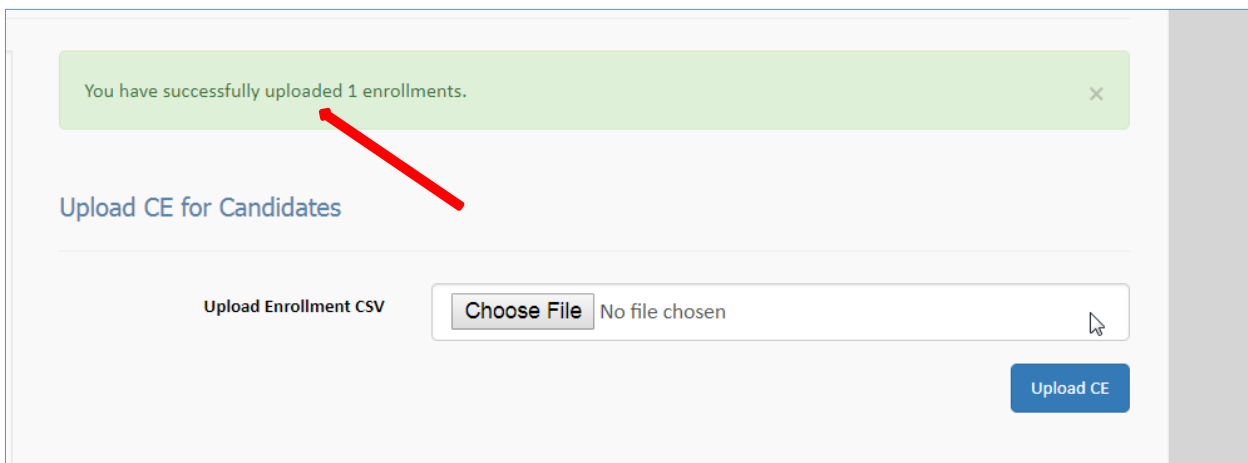 You have successfully uploaded 1 enrollments.
×
Upload CE for Candidates
Upload Enrollment CSV
Choose File No file chosen
Upload CE